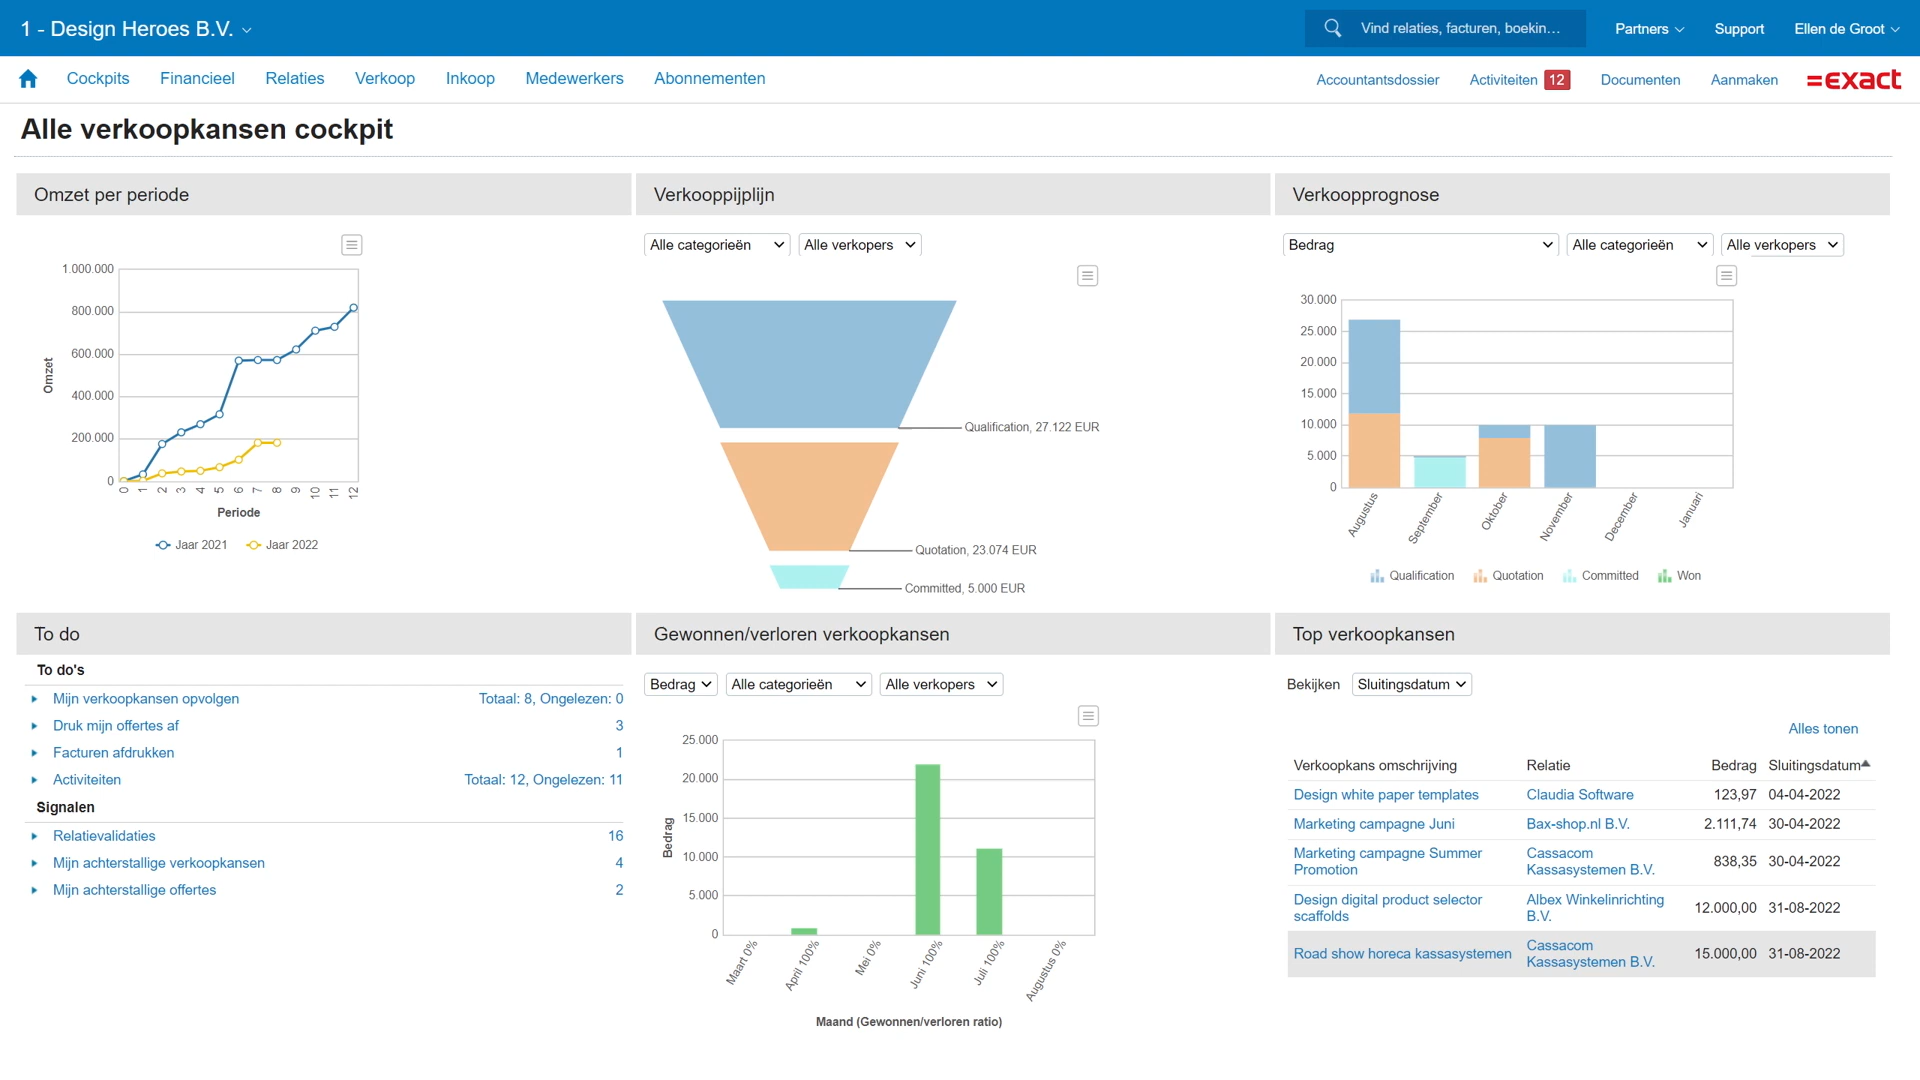 1 - Design Heroes B.V.
Vind relaties, facturen, boekin…
Partners
Support
Ellen de Groot
Cockpits
Financieel
Relaties
Verkoop
Inkoop
Medewerkers
Abonnementen
Accountantsdossier
Activiteiten 12
Documenten
Aanmaken
=exact
Alle verkoopkansen cockpit
Omzet per periode
1.000.000
800.000
600.000
400.000
200.000
0
Omzet
0 1 2 3 4 5 6 7 8 9 10 11 12
Periode
Jaar 2021 Jaar 2022
Verkooppijplijn
Alle categorieën Alle verkopers
Qualification, 27.122 EUR
Quotation, 23.074 EUR
Committed, 5.000 EUR
Verkoopprognose
Bedrag Alle categorieën Alle verkopers
30.000
25.000
20.000
15.000
10.000
5.000
0
Augustus September Oktober November December Januari
Qualification Quotation Committed Won
To do
To do's
Mijn verkoopkansen opvolgen Totaal: 8, Ongelezen: 0
Druk mijn offertes af 3
Facturen afdrukken 1
Activiteiten Totaal: 12, Ongelezen: 11
Signalen
Relatievalidaties 16
Mijn achterstallige verkoopkansen 4
Mijn achterstallige offertes 2
Gewonnen/verloren verkoopkansen
Bedrag Alle categorieën Alle verkopers
25.000
20.000
15.000
10.000
5.000
0
Bedrag
Maart 0% April 100% Mei 0% Juni 100% Juli 100% Augustus 0%
Maand (Gewonnen/verloren ratio)
Top verkoopkansen
Bekijken Sluitingsdatum
Alles tonen
Verkoopkans omschrijving Relatie Bedrag Sluitingsdatum
Design white paper templates Claudia Software 123,97 04-04-2022
Marketing campagne Juni Bax-shop.nl B.V. 2.111,74 30-04-2022
Marketing campagne Summer Cassacom
Promotion Kassasystemen B.V. 838,35 30-04-2022
Design digital product selector Albex Winkelinrichting
scaffolds B.V. 12.000,00 31-08-2022
Road show horeca kassasystemen Cassacom
Kassasystemen B.V. 15.000,00 31-08-2022